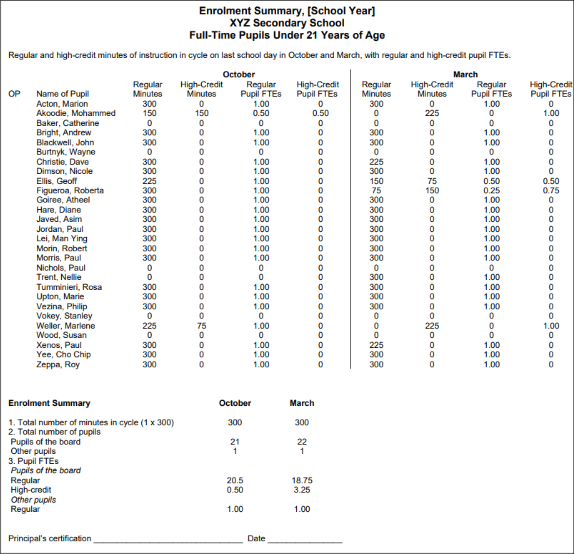 Enrolment Summary, [School Year]
XYZ Secondary School
Full-Time Pupils Under 21 Years of Age
Regular and high-credit minutes of instruction in cycle on last school day in October and March, with regular and high-credit pupil FTEs.
October March
Regular High-Credit Regular High-Credit Regular High-Credit Regular High-Credit
OP Name of Pupil Minutes Minutes Pupil FTEs Pupil FTEs Minutes Minutes Pupil FTEs Pupil FTEs
Acton, Marion 300 0 1.00 0 300 0 1.00 0
Akoodie, Mohammed 150 150 0.50 0.50 0 225 0 1.00
Baker, Catherine 0 0 0 0 0 0 0 0
Bright, Andrew 300 0 1.00 0 300 0 1.00 0
Blackwell, John 300 0 1.00 0 300 0 1.00 0
Burtnyk, Wayne 0 0 0 0 0 0 0 0
Christie, Dave 300 0 1.00 0 225 0 1.00 0
Dimson, Nicole 300 0 1.00 0 300 0 1.00 0
Ellis, Geoff 225 0 1.00 0 150 75 0.50 0.50
Figueroa, Roberta 300 0 1.00 0 75 150 0.25 0.75
Goiree, Atheel 300 0 1.00 0 300 0 1.00 0
Hare, Diane 300 0 1.00 0 300 0 1.00 0
Javed, Asim 300 0 1.00 0 300 0 1.00 0
Jordan, Paul 300 0 1.00 0 300 0 1.00 0
Lei, Man Ying 300 0 1.00 0 300 0 1.00 0
Morin, Robert 300 0 1.00 0 300 0 1.00 0
Morris, Paul 300 0 1.00 0 300 0 1.00 0
Nichols, Paul 0 0 0 0 0 0 0 0
Trent, Nellie 0 0 0 0 300 0 1.00 0
Tumminieri, Rosa 300 0 1.00 0 300 0 1.00 0
Upton, Marie 300 0 1.00 0 300 0 1.00 0
Vezina, Philip 300 0 1.00 0 300 0 1.00 0
Vokey, Stanley 0 0 0 0 0 0 0 0
Weller, Marlene 225 75 1.00 0 0 225 0 1.00
Wood, Susan 0 0 0 0 0 0 0 0
Xenos, Paul 300 0 1.00 0 225 0 1.00 0
Yee, Cho Chip 300 0 1.00 0 300 0 1.00 0
Zeppa, Roy 300 0 1.00 0 300 0 1.00 0
Enrolment Summary October March
1. Total number of minutes in cycle (1 x 300) 300 300
2. Total number of pupils
Pupils of the board 21 22
Other pupils 1 1
3. Pupil FTEs
Pupils of the board
Regular 20.5 18.75
High-credit 0.50 3.25
Other pupils
Regular 1.00 1.00
Principal's certification Date